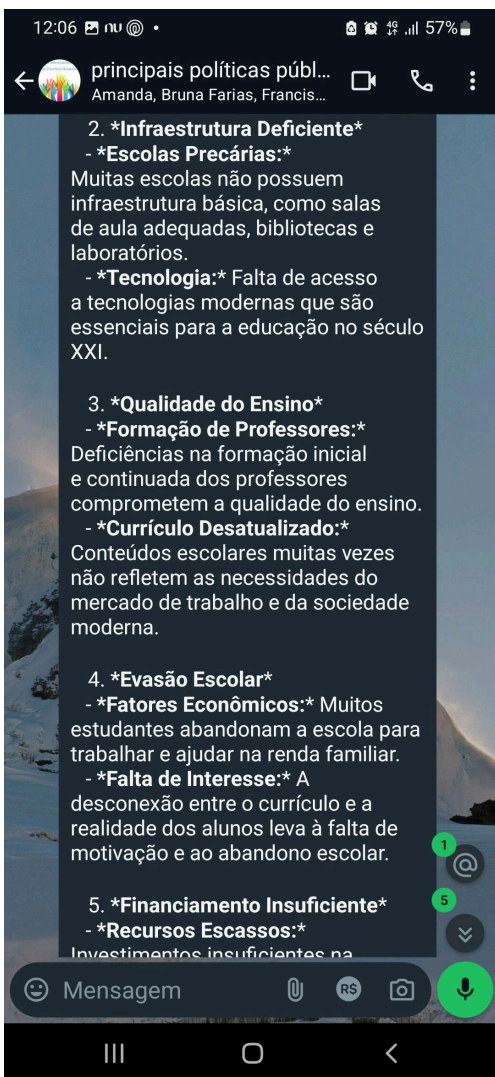 12:06
4G 57%
principais políticas públ...
Amanda, Bruna Farias, Francis...
2. *Infraestrutura Deficiente*
- *Escolas Precárias:*
Muitas escolas não possuem
infraestrutura básica, como salas
de aula adequadas, bibliotecas e
laboratórios.
- *Tecnologia:* Falta de acesso
a tecnologias modernas que são
essenciais para a educação no século
XXI.
3. *Qualidade do Ensino*
- *Formação de Professores:*
Deficiências na formação inicial
e continuada dos professores
comprometem a qualidade do ensino.
- *Currículo Desatualizado:*
Conteúdos escolares muitas vezes
não refletem as necessidades do
mercado de trabalho e da sociedade
moderna.
4. *Evasão Escolar*
- *Fatores Econômicos:* Muitos
estudantes abandonam a escola para
trabalhar e ajudar na renda familiar.
- *Falta de Interesse:* A
desconexão entre o currículo e a
realidade dos alunos leva à falta de
motivação e ao abandono escolar.
1
@
5. *Financiamento Insuficiente*
5
- *Recursos Escassos:*
Investimentos insuficientes na
Mensagem
R$